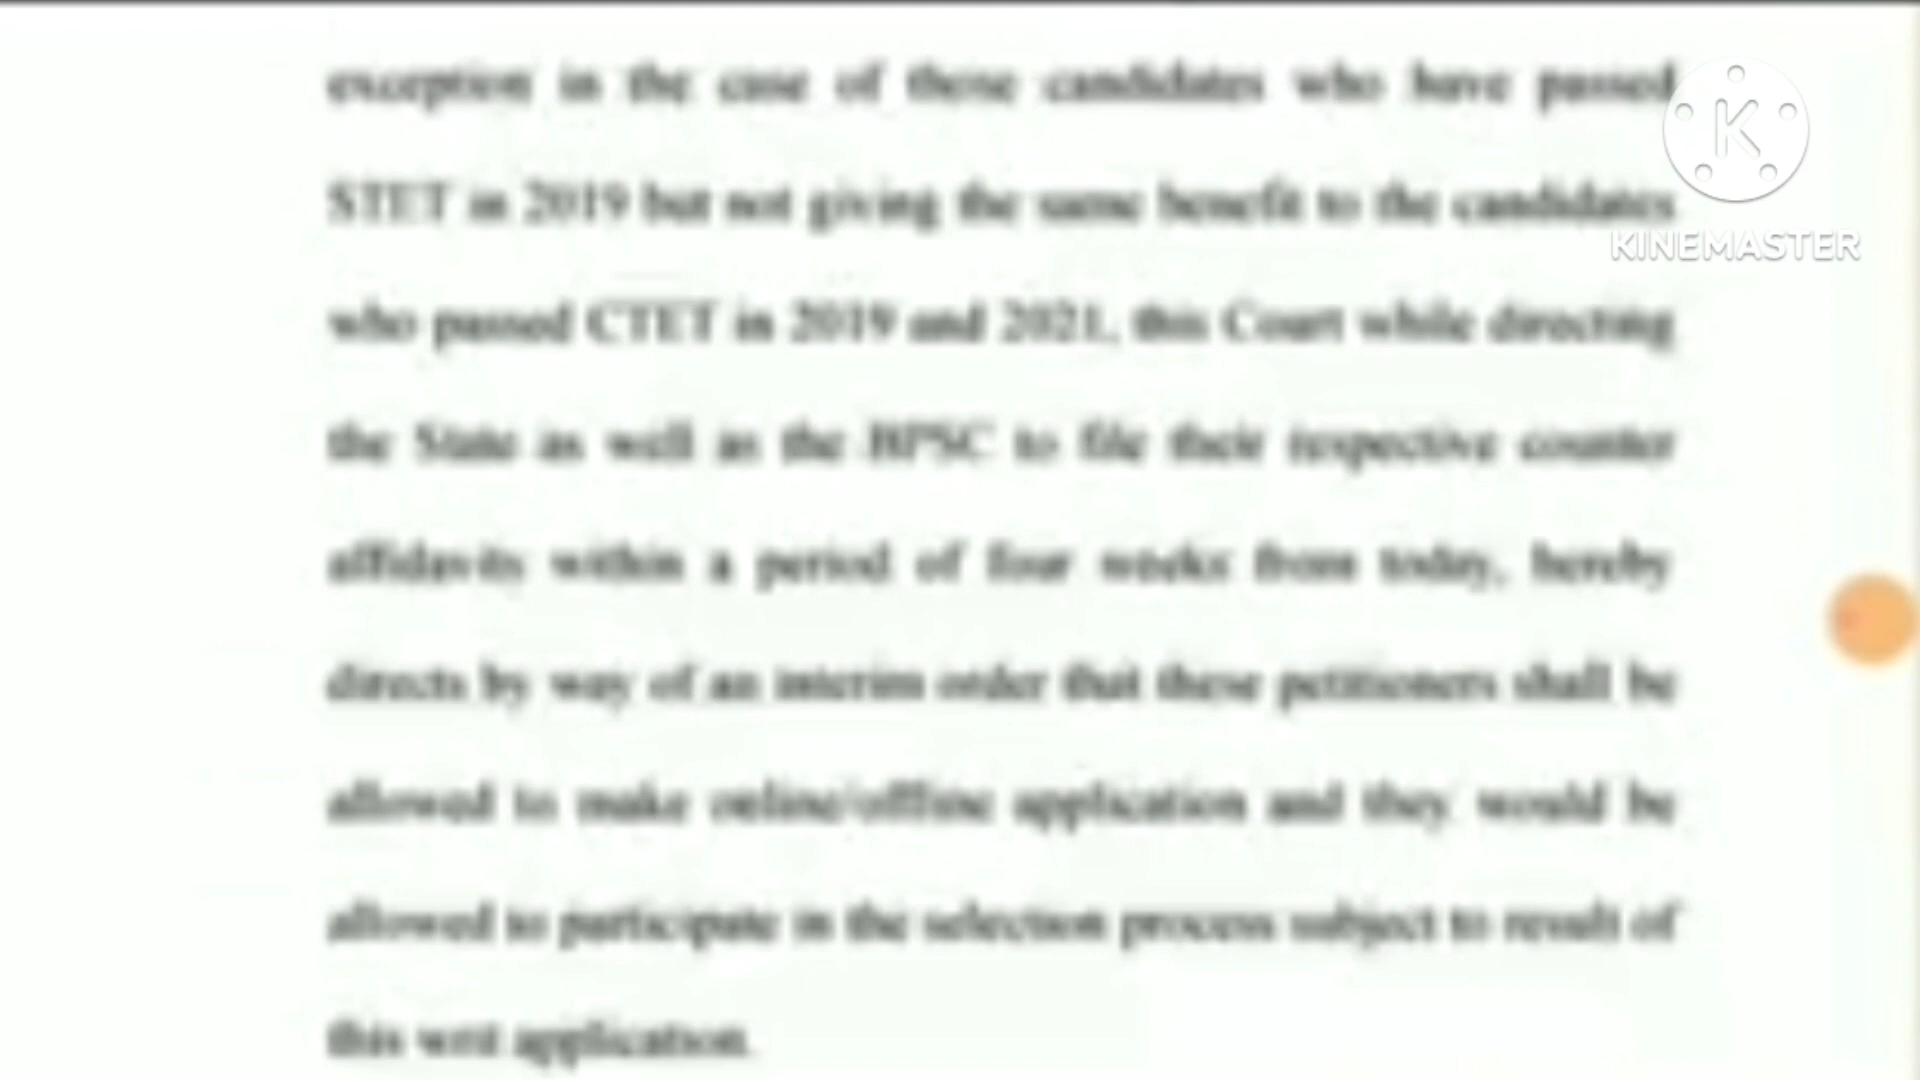 exception in the case of those candidates who have passed
STET in 2019 but not giving the same benefit to the candidates
who passed CTET in 2019 and 2021, this Court while directing
the State as well as the BPSC to file their respective counter
affidavits within a period of four weeks from today, hereby
directs by way of an interim order that these petitioners shall be
allowed to make online/offline application and they would be
allowed to participate in the selection process subject to result of
this writ application.
K
KINEMASTER